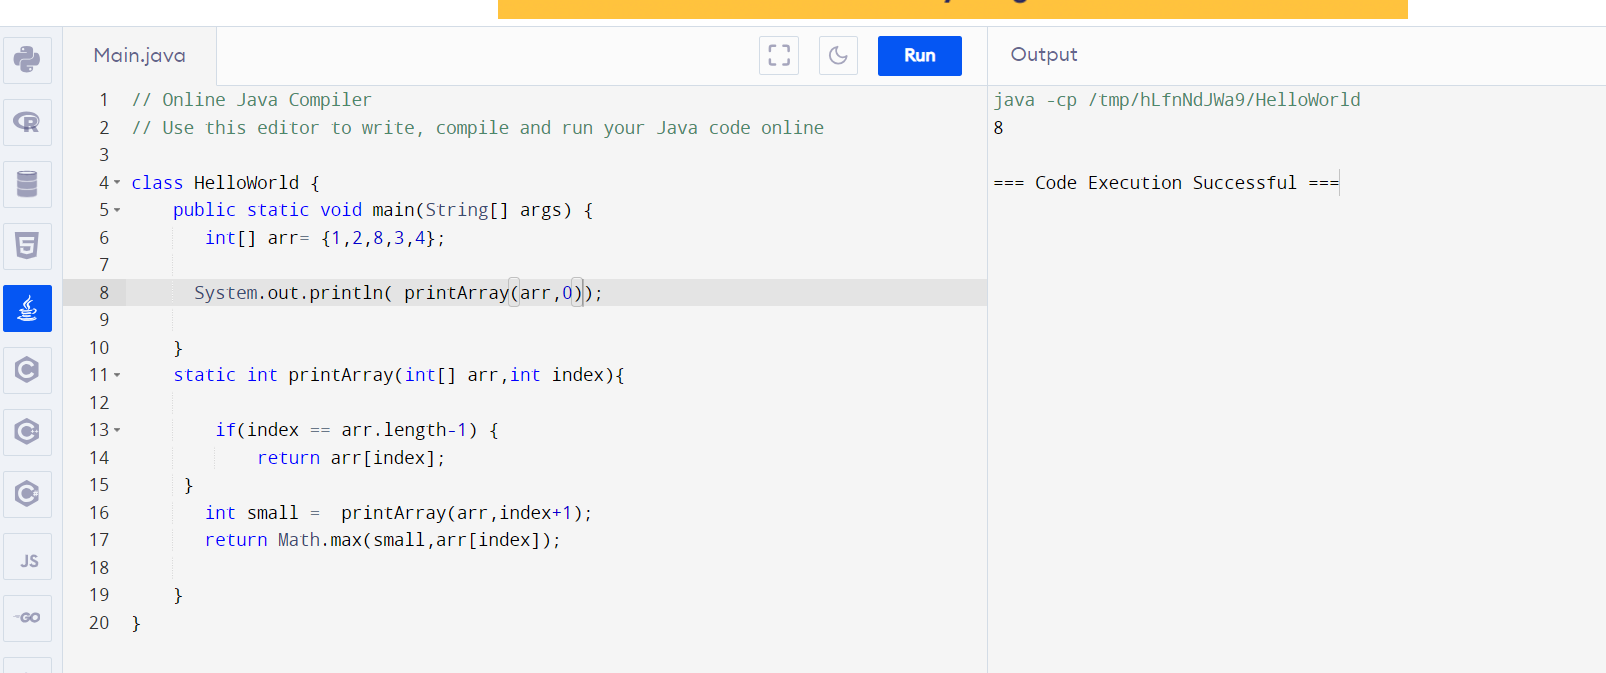 Main.java
Run
Output
1 // Online Java Compiler
2 // Use this editor to write, compile and run your Java code online
3
4 class HelloWorld {
5 public static void main(String[] args) {
6 int[] arr= {1,2,8,3,4};
7
8 System.out.println( printArray(arr,0));
9
10 }
11 static int printArray(int[] arr,int index){
12
13 if(index == arr.length-1) {
14 return arr[index];
15 }
16 int small =  printArray(arr,index+1);
17 return Math.max(small,arr[index]);
18
19 }
20 }
java -cp /tmp/hLfnNdJWa9/HelloWorld
8
=== Code Execution Successful ===
R
5
C
C+
C#
JS
GO